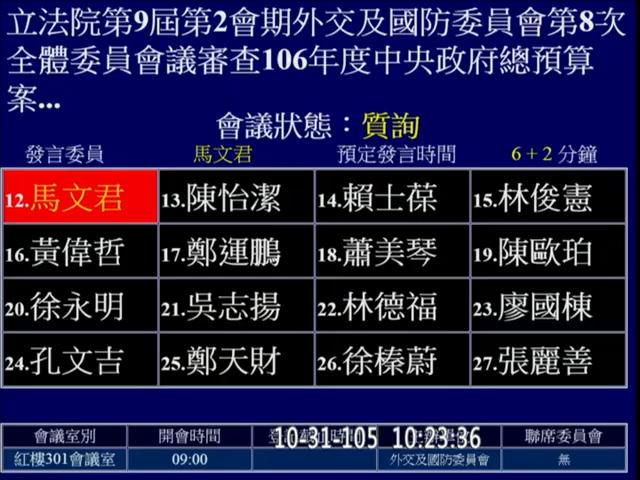 立法院第9屆第2會期外交及國防委員會第8次
全體委員會議審查106年度中央政府總預算
案...
會議狀態：質詢
發言委員 馬文君 預定發言時間 6 + 2 分鐘
12.馬文君 13.陳怡潔 14.賴士葆 15.林俊憲
16.黃偉哲 17.鄭運鵬 18.蕭美琴 19.陳歐珀
20.徐永明 21.吳志揚 22.林德福 23.廖國棟
24.孔文吉 25.鄭天財 26.徐榛蔚 27.張麗善
10-31-105 10:23:36
會議室別 開會時間 聯席委員會
紅樓301會議室 09:00 外交及國防委員會 無